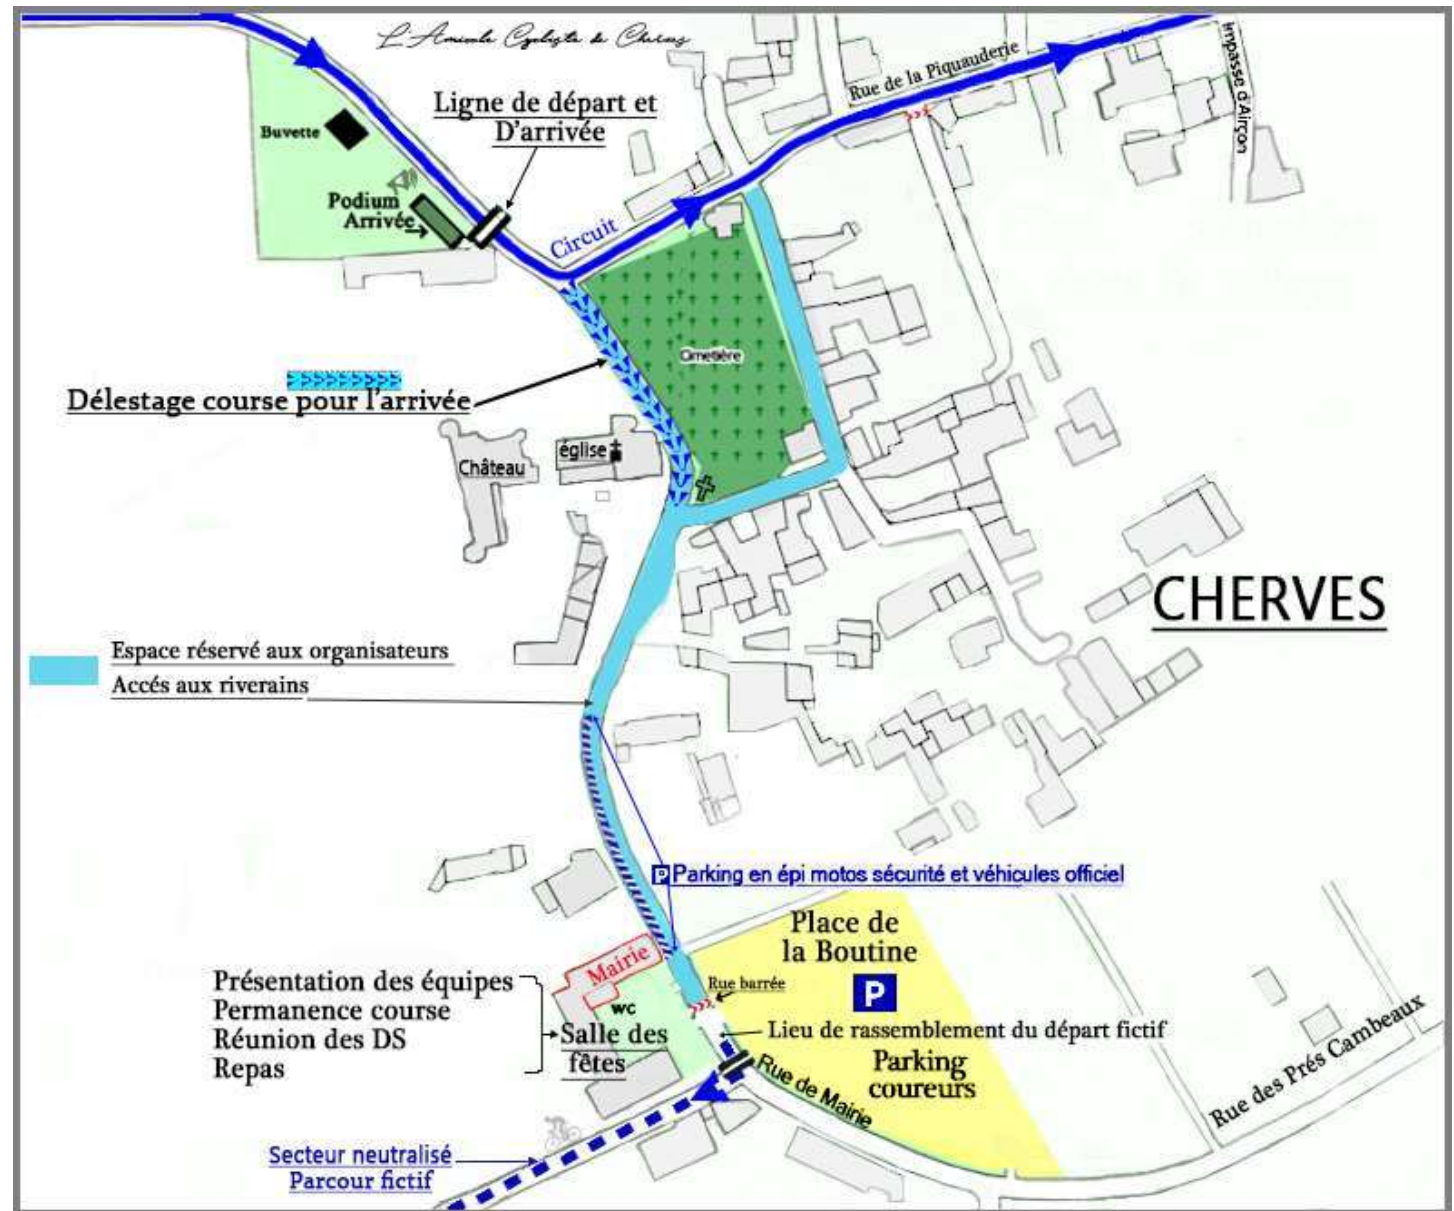 L'Amicale Cycliste de Cherves
Rue de la Piquauderie
Impasse d'Airçon
Ligne de départ et
D'arrivée
Buvette
Podium
Arrivée
Circuit
Cimetière
Délestage course pour l'arrivée
Château
église
CHERVES
Espace réservé aux organisateurs
Accés aux riverains
P Parking en épi motos sécurité et véhicules officiel
Place de
la Boutine
P
Mairie
Rue barrée
Présentation des équipes
Permanence course
Réunion des DS
Repas
WC
Salle des
fêtes
Lieu de rassemblement du départ fictif
Parking
coureurs
Rue de Mairie
Rue des Prés Cambeaux
Secteur neutralisé
Parcour fictif